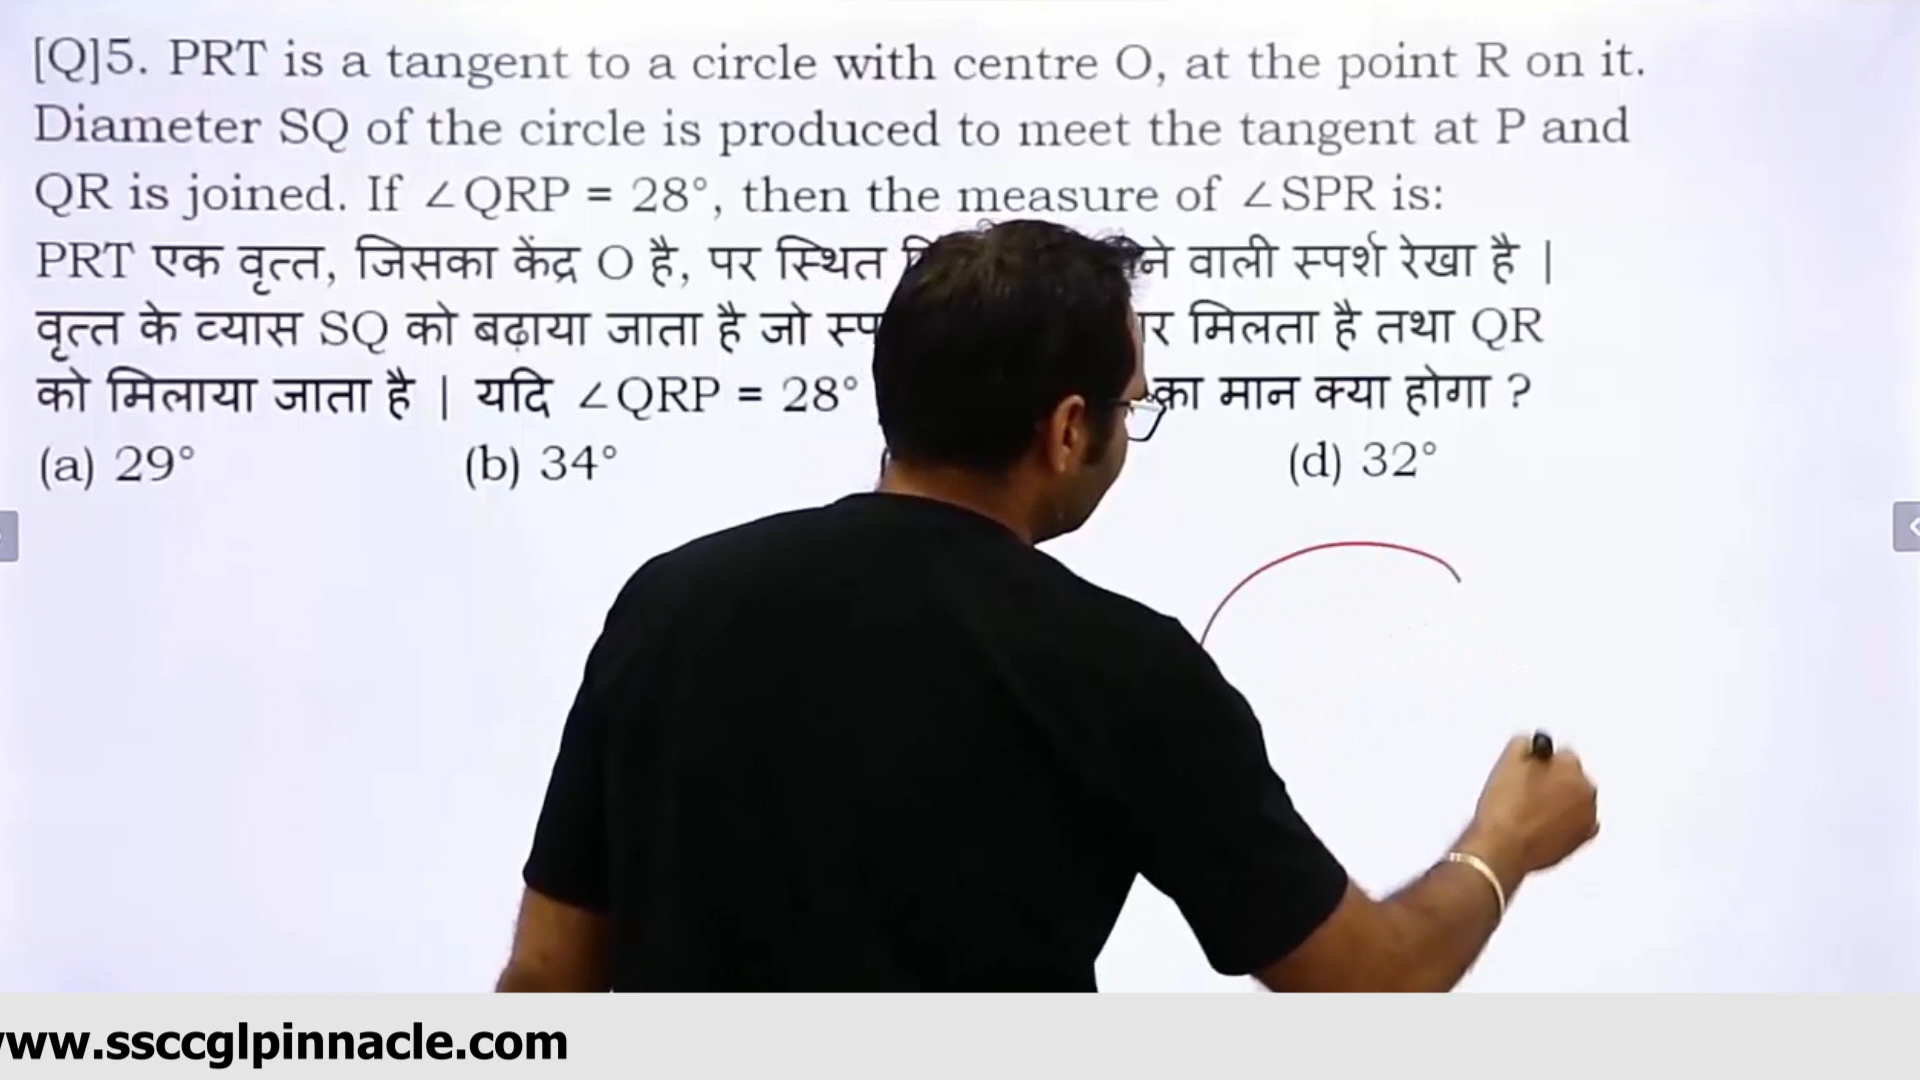 [Q]5. PRT is a tangent to a circle with centre O, at the point R on it.
Diameter SQ of the circle is produced to meet the tangent at P and
QR is joined. If ∠QRP = 28°, then the measure of ∠SPR is:
PRT एक वृत्त, जिसका केंद्र O है, पर स्थित वाली स्पर्श रेखा है |
वृत्त के व्यास SQ को बढ़ाया जाता है जो मिलता है तथा QR
को मिलाया जाता है | यदि ∠QRP = 28° का मान क्या होगा ?
(a) 29° (b) 34° (d) 32°
www.ssccglpinnacle.com